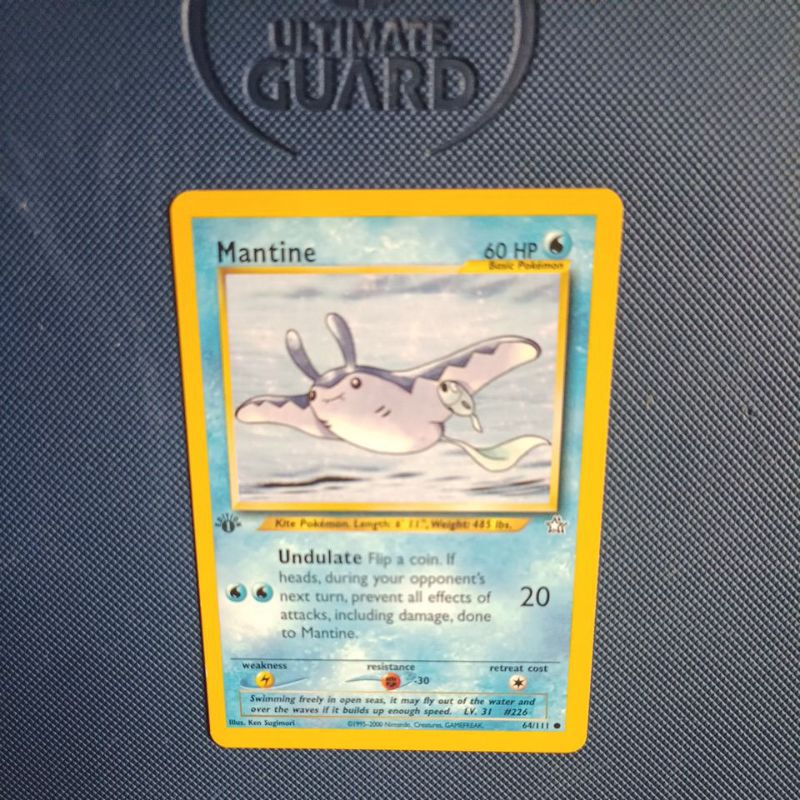 ULTIMATE
GUARD
Mantine
60 HP
Basic Pokémon
EDITION
1
Kite Pokémon. Length: 6' 11", Weight: 485 lbs.
Undulate Flip a coin. If
heads, during your opponent's
next turn, prevent all effects of
attacks, including damage, done
to Mantine.
20
weakness
resistance
-30
retreat cost
Swimming freely in open seas, it may fly out of the water and
over the waves if it builds up enough speed. LV. 31 #226
Illus. Ken Sugimori
©1995-2000 Nintendo, Creatures, GAMEFREAK.
64/111